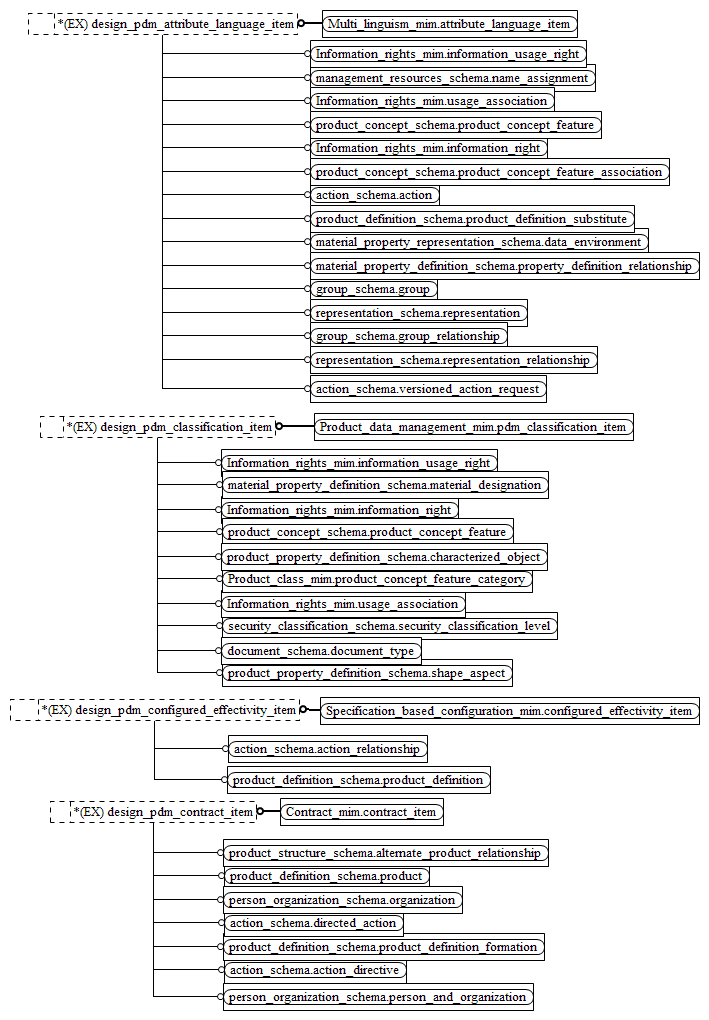 *(EX) design_pdm_attribute_language_item
Multi_linguism_mim.attribute_language_item
Information_rights_mim.information_usage_right
management_resources_schema.name_assignment
Information_rights_mim.usage_association
product_concept_schema.product_concept_feature
Information_rights_mim.information_right
product_concept_schema.product_concept_feature_association
action_schema.action
product_definition_schema.product_definition_substitute
material_property_representation_schema.data_environment
material_property_definition_schema.property_definition_relationship
group_schema.group
representation_schema.representation
group_schema.group_relationship
representation_schema.representation_relationship
action_schema.versioned_action_request
*(EX) design_pdm_classification_item
Product_data_management_mim.pdm_classification_item
Information_rights_mim.information_usage_right
material_property_definition_schema.material_designation
Information_rights_mim.information_right
product_concept_schema.product_concept_feature
product_property_definition_schema.characterized_object
Product_class_mim.product_concept_feature_category
Information_rights_mim.usage_association
security_classification_schema.security_classification_level
document_schema.document_type
product_property_definition_schema.shape_aspect
*(EX) design_pdm_configured_effectivity_item
Specification_based_configuration_mim.configured_effectivity_item
action_schema.action_relationship
product_definition_schema.product_definition
*(EX) design_pdm_contract_item
Contract_mim.contract_item
product_structure_schema.alternate_product_relationship
product_definition_schema.product
person_organization_schema.organization
action_schema.directed_action
product_definition_schema.product_definition_formation
action_schema.action_directive
person_organization_schema.person_and_organization